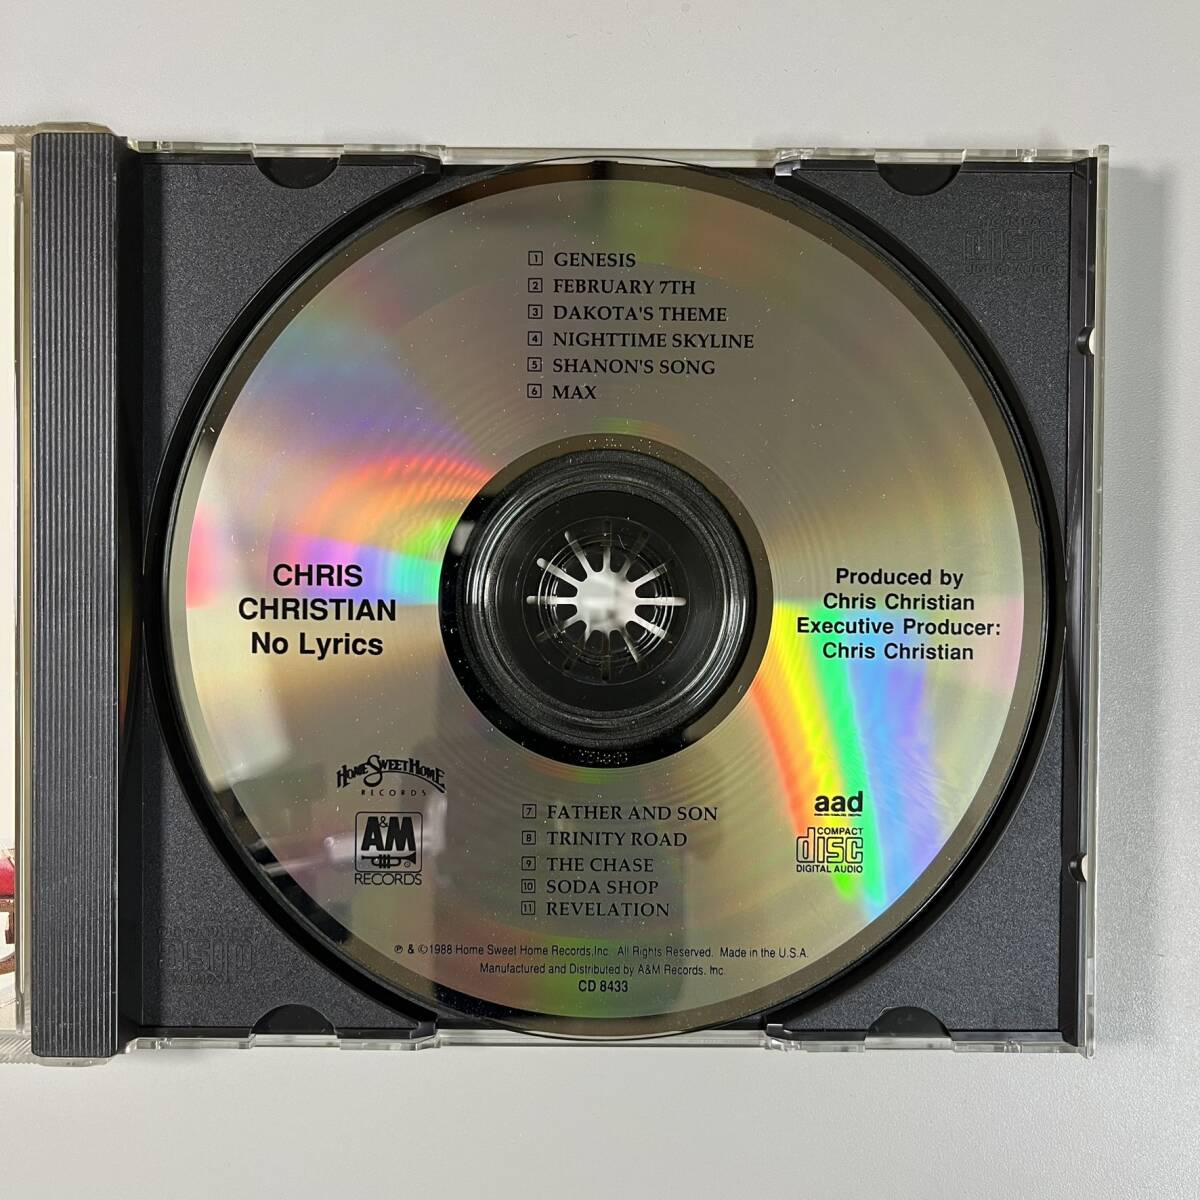 1 GENESIS
2 FEBRUARY 7TH
3 DAKOTA'S THEME
4 NIGHTTIME SKYLINE
5 SHANON'S SONG
6 MAX
CHRIS
CHRISTIAN
No Lyrics
Produced by
Chris Christian
Executive Producer:
Chris Christian
HOME SWEET HOME
RECORDS
A&M
RECORDS
7 FATHER AND SON
8 TRINITY ROAD
9 THE CHASE
10 SODA SHOP
11 REVELATION
aad
COMPACT
disc
DIGITAL AUDIO
℗ & ©1988 Home Sweet Home Records, Inc. All Rights Reserved. Made in the U.S.A.
Manufactured and Distributed by A&M Records, Inc.
CD 8433